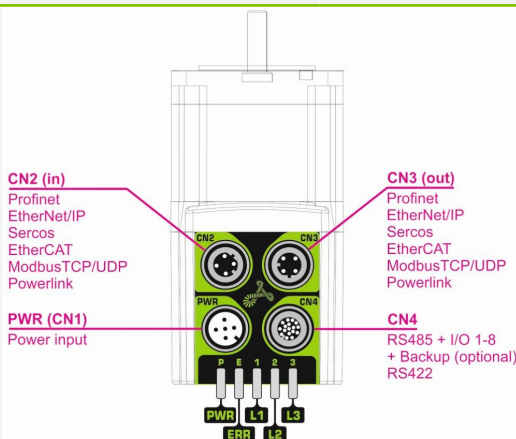 CN2 (in)
Profinet
EtherNet/IP
Sercos
EtherCAT
ModbusTCP/UDP
Powerlink
PWR (CN1)
Power input
CN3 (out)
Profinet
EtherNet/IP
Sercos
EtherCAT
ModbusTCP/UDP
Powerlink
CN4
RS485 + I/O 1-8
+ Backup (optional)
RS422
CN2 CN3
PWR CN4
P E 1 2 3
PWR L1 L3
ERR L2